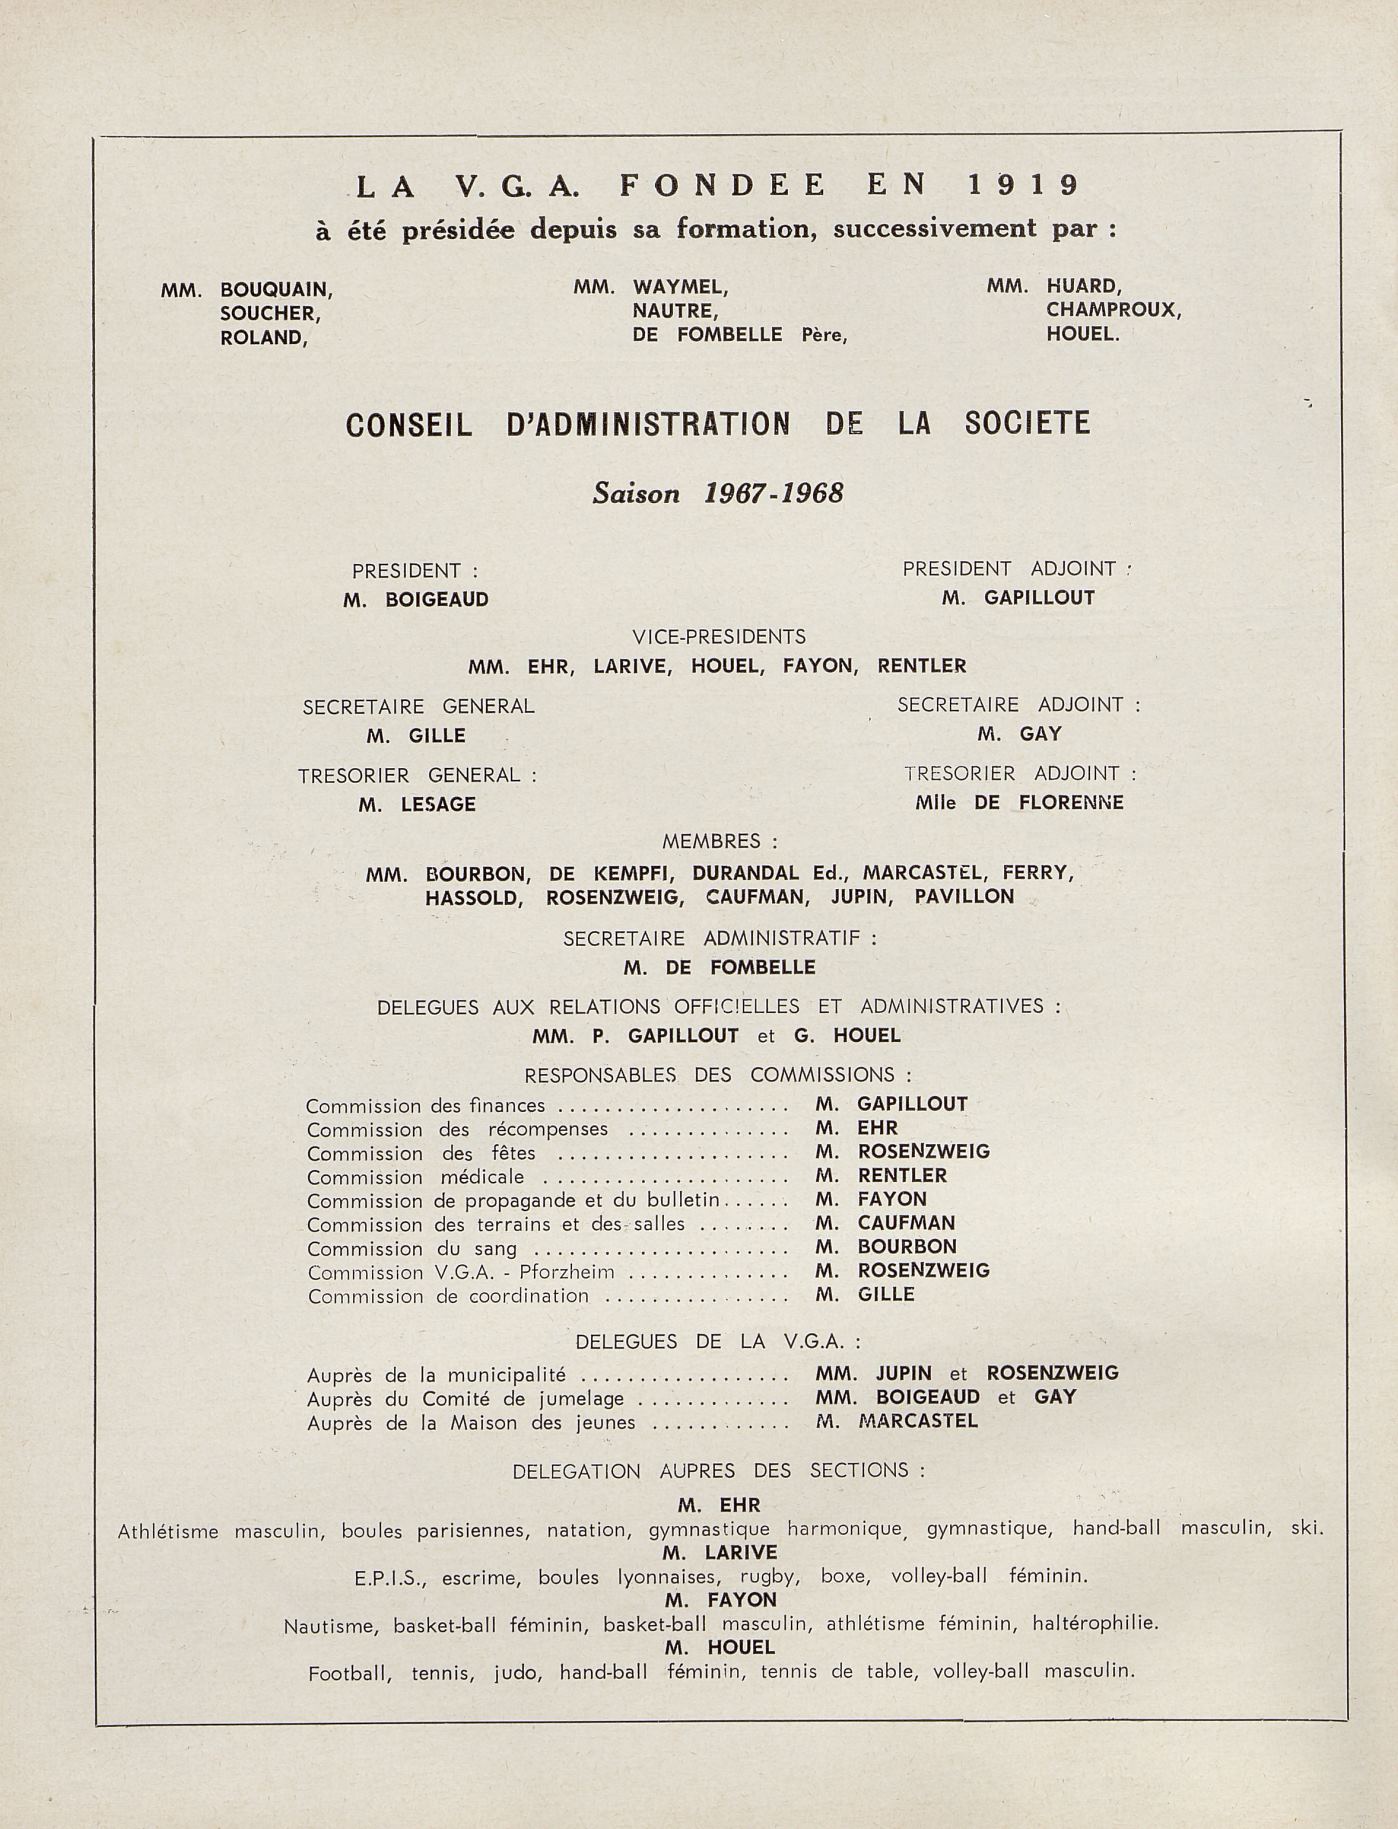 LA V.G.A. FONDEE EN 1919
à été présidée depuis sa formation, successivement par :
MM. BOUQUAIN,
SOUCHER,
ROLAND,
MM. WAYMEL,
NAUTRE,
DE FOMBELLE Père,
MM. HUARD,
CHAMPROUX,
HOUEL.
CONSEIL D'ADMINISTRATION DE LA SOCIETE
Saison 1967-1968
PRESIDENT :
M. BOIGEAUD
PRESIDENT ADJOINT :
M. GAPILLOUT
VICE-PRESIDENTS
MM. EHR, LARIVE, HOUEL, FAYON, RENTLER
SECRETAIRE GENERAL
M. GILLE
SECRETAIRE ADJOINT :
M. GAY
TRESORIER GENERAL :
M. LESAGE
TRESORIER ADJOINT :
Mlle DE FLORENNE
MEMBRES :
MM. BOURBON, DE KEMPFI, DURANDAL Ed., MARCASTEL, FERRY,
HASSOLD, ROSENZWEIG, CAUFMAN, JUPIN, PAVILLON
SECRETAIRE ADMINISTRATIF :
M. DE FOMBELLE
DELEGUES AUX RELATIONS OFFICIELLES ET ADMINISTRATIVES :
MM. P. GAPILLOUT et G. HOUEL
RESPONSABLES DES COMMISSIONS :
Commission des finances .................... M. GAPILLOUT
Commission des récompenses .............. M. EHR
Commission des fêtes .................... M. ROSENZWEIG
Commission médicale ..................... M. RENTLER
Commission de propagande et du bulletin...... M. FAYON
Commission des terrains et des salles ........ M. CAUFMAN
Commission du sang ...................... M. BOURBON
Commission V.G.A. - Pforzheim .............. M. ROSENZWEIG
Commission de coordination ................ M. GILLE
DELEGUES DE LA V.G.A. :
Auprès de la municipalité .................. MM. JUPIN et ROSENZWEIG
Auprès du Comité de jumelage ............. MM. BOIGEAUD et GAY
Auprès de la Maison des jeunes ............ M. MARCASTEL
DELEGATION AUPRES DES SECTIONS :
M. EHR
Athlétisme masculin, boules parisiennes, natation, gymnastique harmonique, gymnastique, hand-ball masculin, ski.
M. LARIVE
E.P.I.S., escrime, boules lyonnaises, rugby, boxe, volley-ball féminin.
M. FAYON
Nautisme, basket-ball féminin, basket-ball masculin, athlétisme féminin, haltérophilie.
M. HOUEL
Football, tennis, judo, hand-ball féminin, tennis de table, volley-ball masculin.